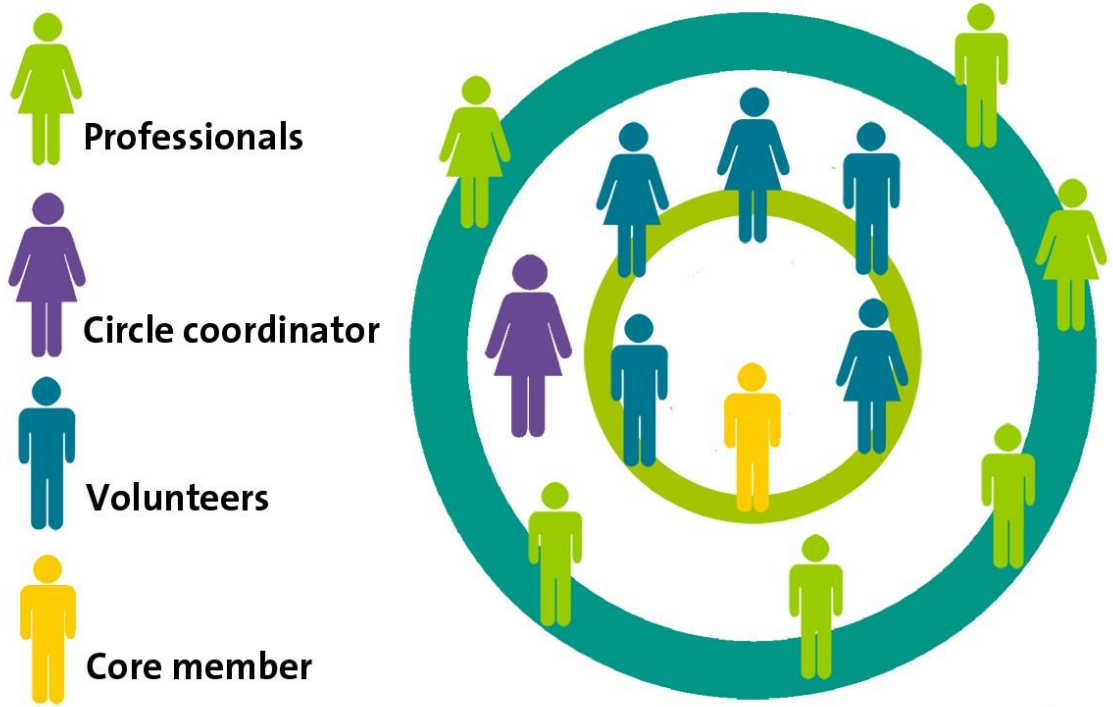 Professionals
Circle coordinator
Volunteers
Core member